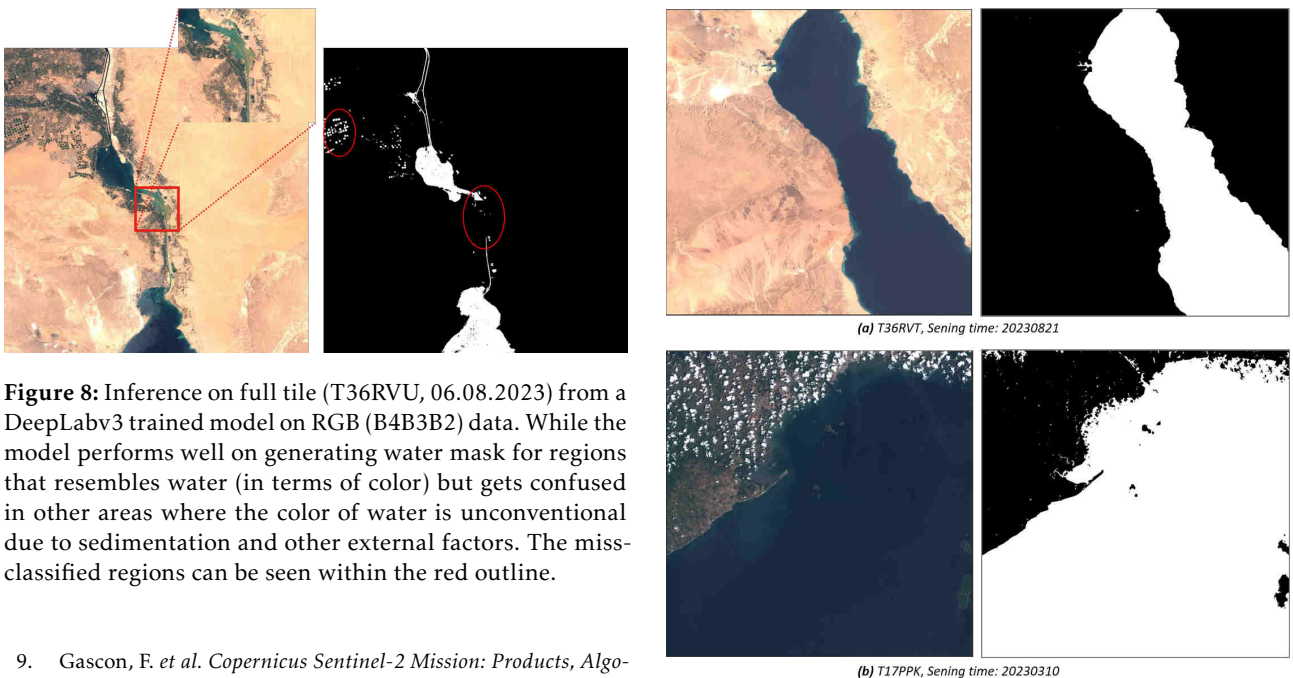 Figure 8: Inference on full tile (T36RVU, 06.08.2023) from a
DeepLabv3 trained model on RGB (B4B3B2) data. While the
model performs well on generating water mask for regions
that resembles water (in terms of color) but gets confused
in other areas where the color of water is unconventional
due to sedimentation and other external factors. The miss-
classified regions can be seen within the red outline.
9. Gascon, F. et al. Copernicus Sentinel-2 Mission: Products, Algo-
(a) T36RVT, Sening time: 20230821
(b) T17PPK, Sening time: 20230310